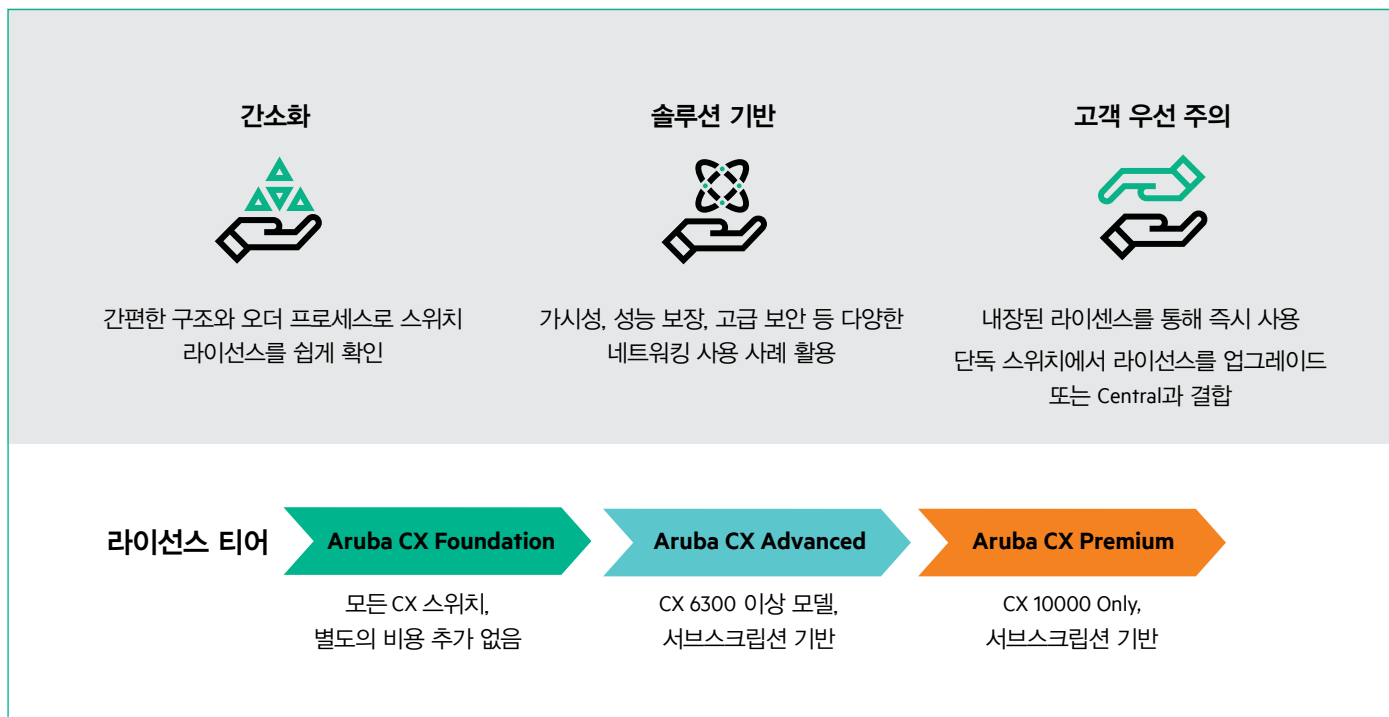 간소화
솔루션 기반
고객 우선 주의
간편한 구조와 오더 프로세스로 스위치
라이선스를 쉽게 확인
가시성, 성능 보장, 고급 보안 등 다양한
네트워킹 사용 사례 활용
내장된 라이센스를 통해 즉시 사용
단독 스위치에서 라이선스를 업그레이드
또는 Central과 결합
라이선스 티어
Aruba CX Foundation
Aruba CX Advanced
Aruba CX Premium
모든 CX 스위치,
별도의 비용 추가 없음
CX 6300 이상 모델,
서브스크립션 기반
CX 10000 Only,
서브스크립션 기반